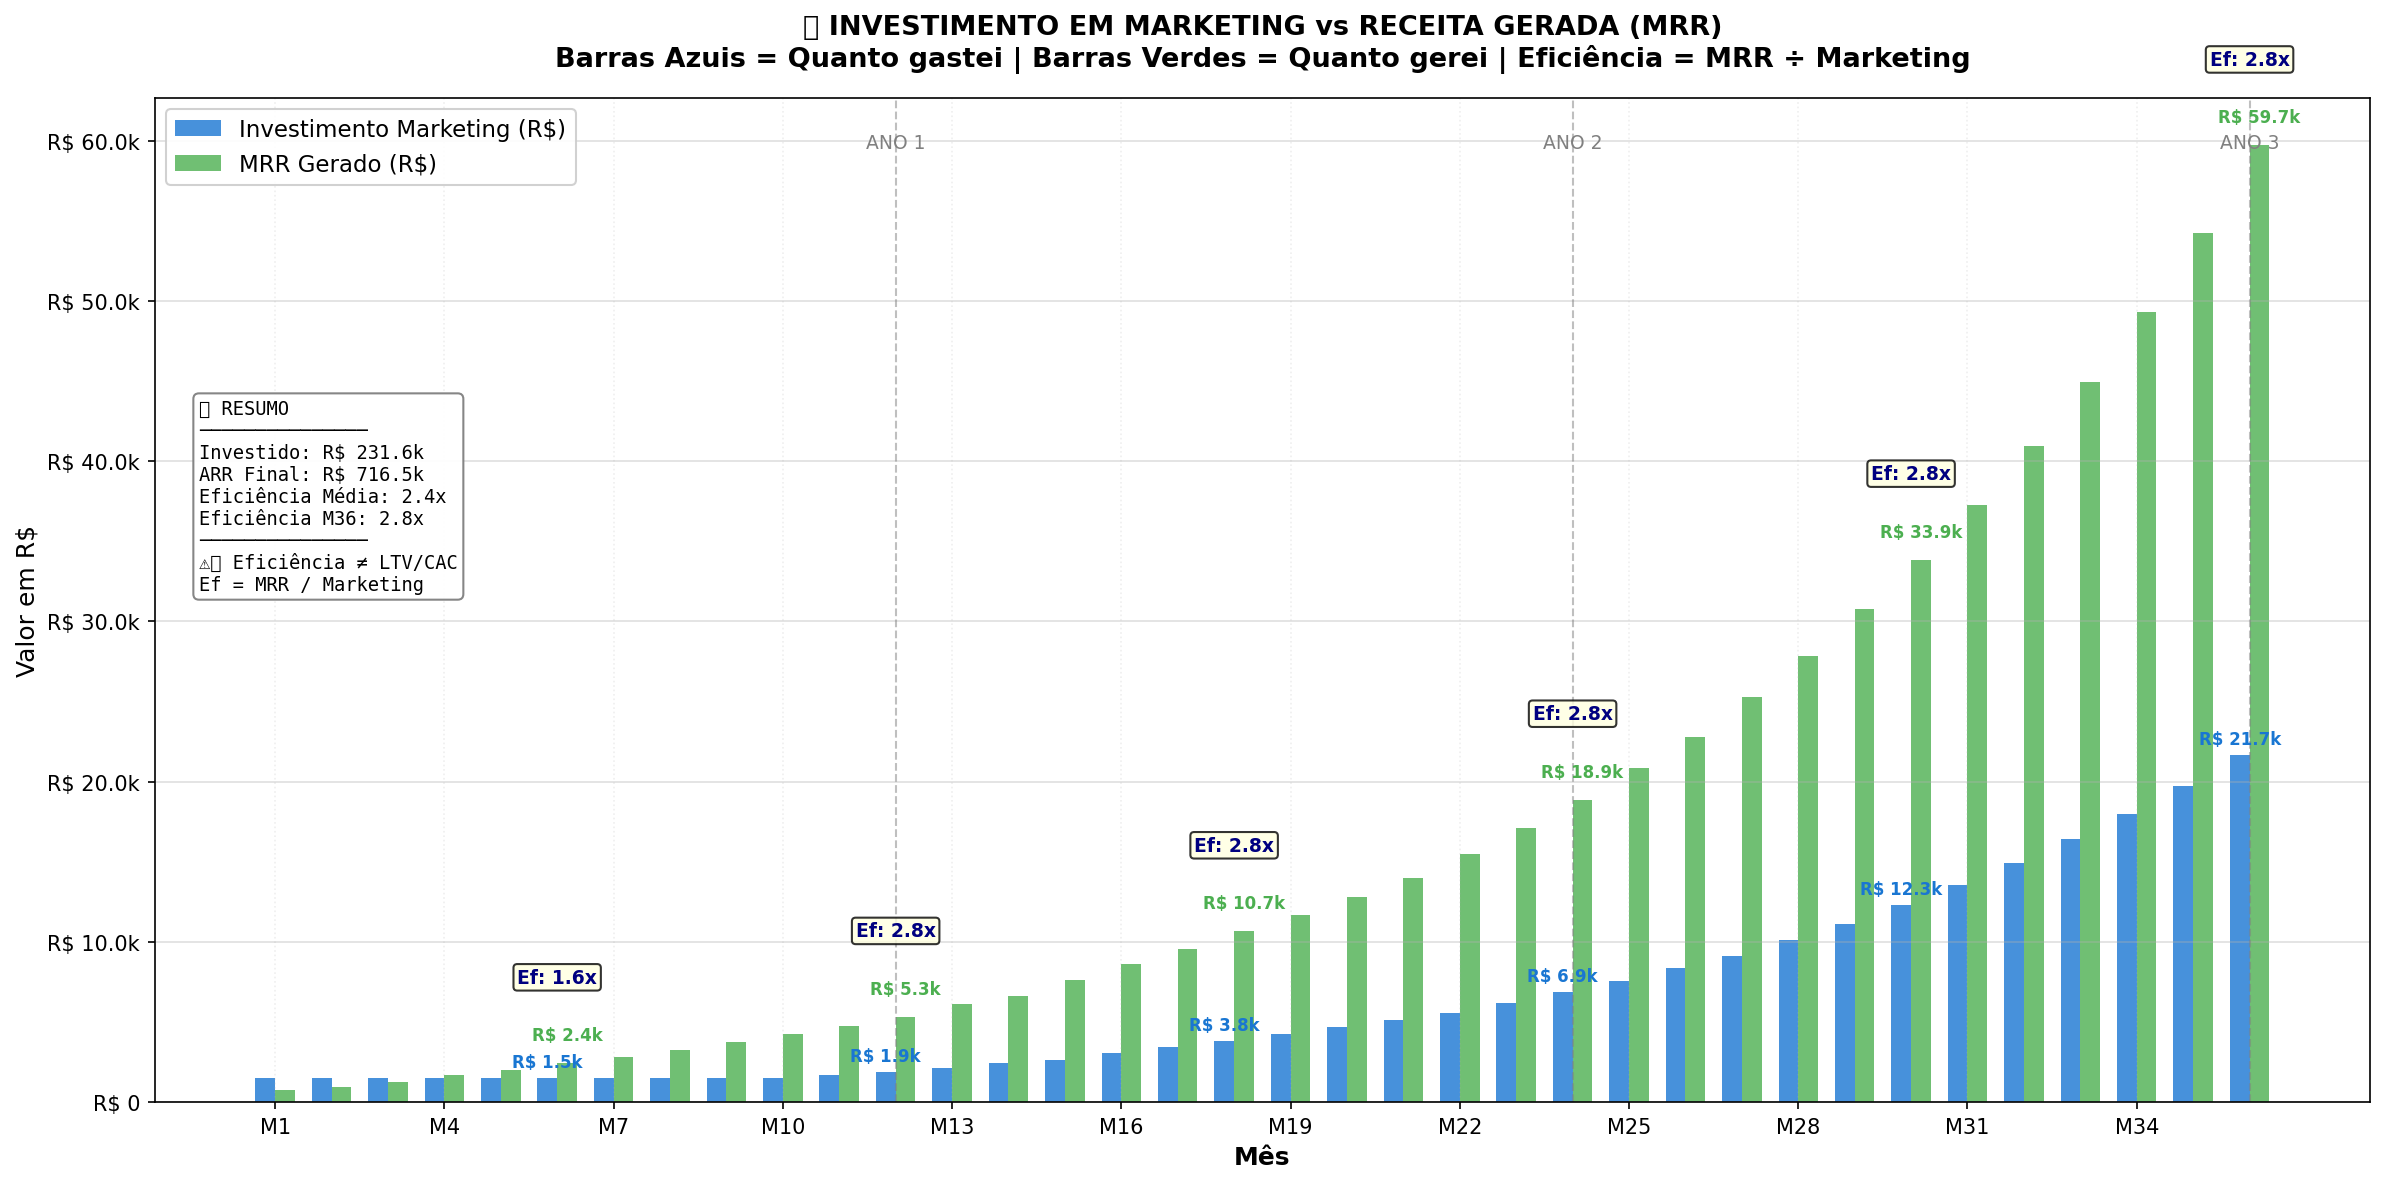 INVESTIMENTO EM MARKETING vs RECEITA GERADA (MRR)
Barras Azuis = Quanto gastei | Barras Verdes = Quanto gerei | Eficiência = MRR ÷ Marketing
Ef: 2.8x
Investimento Marketing (R$)
MRR Gerado (R$)
ANO 1
ANO 2
R$ 59.7k
ANO 3
R$ 60.0k
R$ 50.0k
R$ 40.0k
R$ 30.0k
R$ 20.0k
R$ 10.0k
R$ 0
Valor em R$
RESUMO
Investido: R$ 231.6k
ARR Final: R$ 716.5k
Eficiência Média: 2.4x
Eficiência M36: 2.8x
⚠ Eficiência ≠ LTV/CAC
Ef = MRR / Marketing
Ef: 1.6x
R$ 2.4k
R$ 1.5k
Ef: 2.8x
R$ 5.3k
R$ 1.9k
Ef: 2.8x
R$ 10.7k
R$ 3.8k
Ef: 2.8x
R$ 18.9k
R$ 6.9k
Ef: 2.8x
R$ 33.9k
R$ 12.3k
R$ 21.7k
M1
M4
M7
M10
M13
M16
M19
M22
M25
M28
M31
M34
Mês